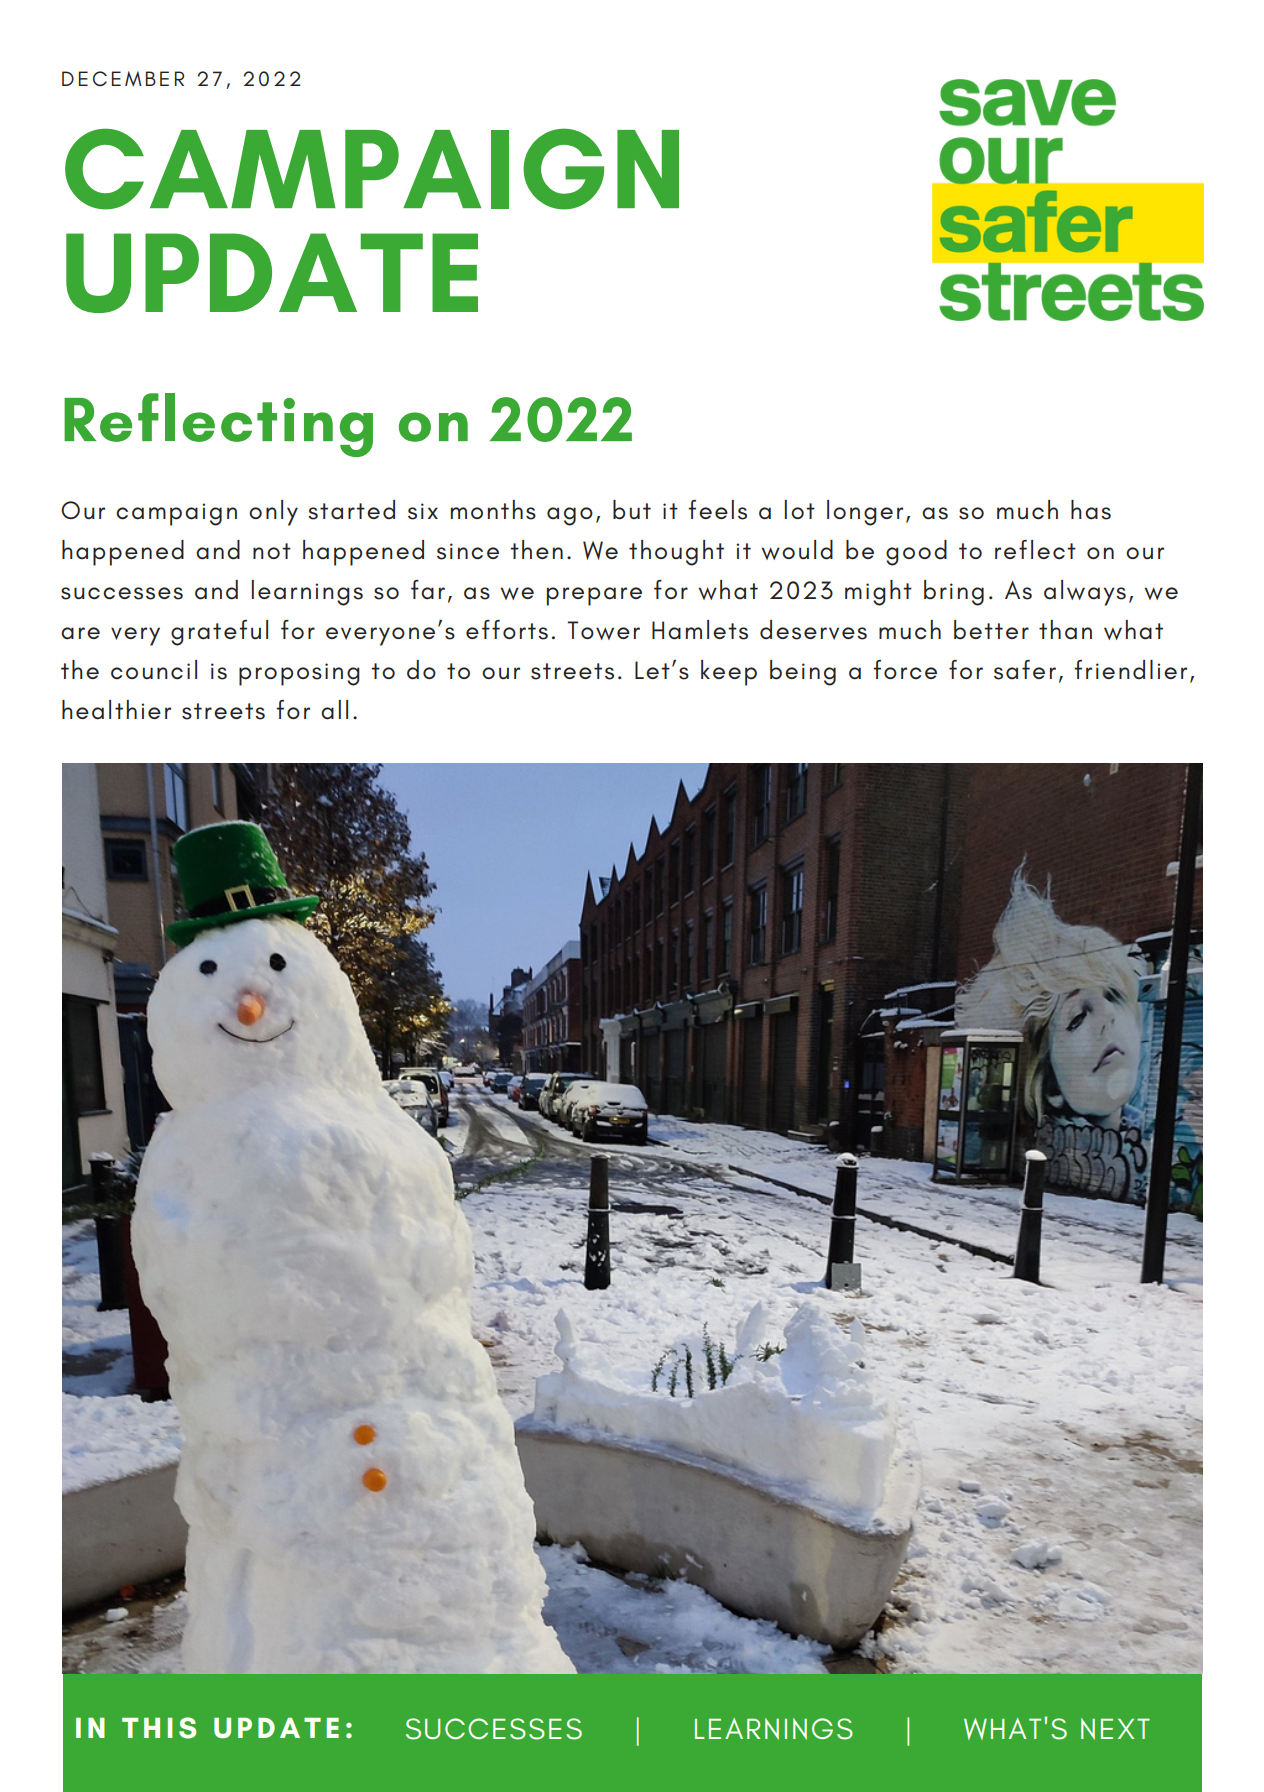 DECEMBER 27, 2022
CAMPAIGN
UPDATE
save
our
safer
streets
Reflecting on 2022
Our campaign only started six months ago, but it feels a lot longer, as so much has
happened and not happened since then. We thought it would be good to reflect on our
successes and learnings so far, as we prepare for what 2023 might bring. As always, we
are very grateful for everyone’s efforts. Tower Hamlets deserves much better than what
the council is proposing to do to our streets. Let’s keep being a force for safer, friendlier,
healthier streets for all.
IN THIS UPDATE: SUCCESSES | LEARNINGS | WHAT'S NEXT